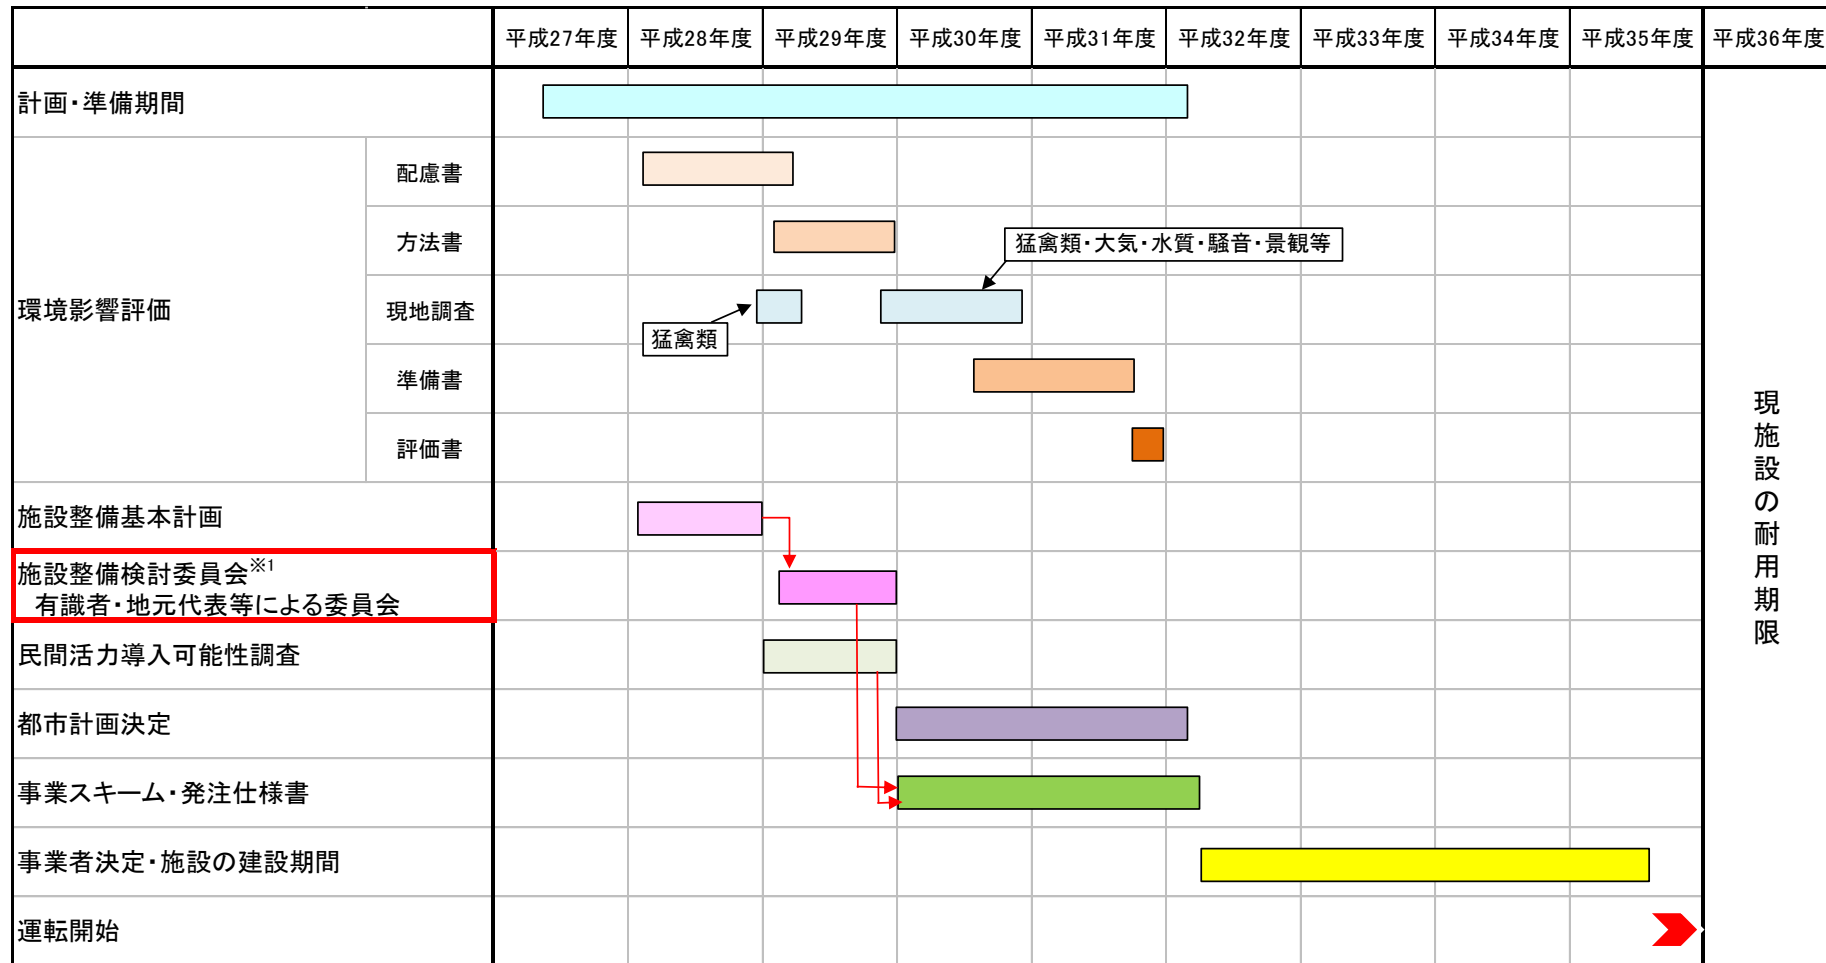 平成27年度 平成28年度 平成29年度 平成30年度 平成31年度 平成32年度 平成33年度 平成34年度 平成35年度 平成36年度
計画・準備期間
環境影響評価
配慮書
方法書
猛禽類・大気・水質・騒音・景観等
現地調査
猛禽類
準備書
評価書
施設整備基本計画
施設整備検討委員会※1
有識者・地元代表等による委員会
民間活力導入可能性調査
都市計画決定
事業スキーム・発注仕様書
事業者決定・施設の建設期間
運転開始
現施設の耐用期限